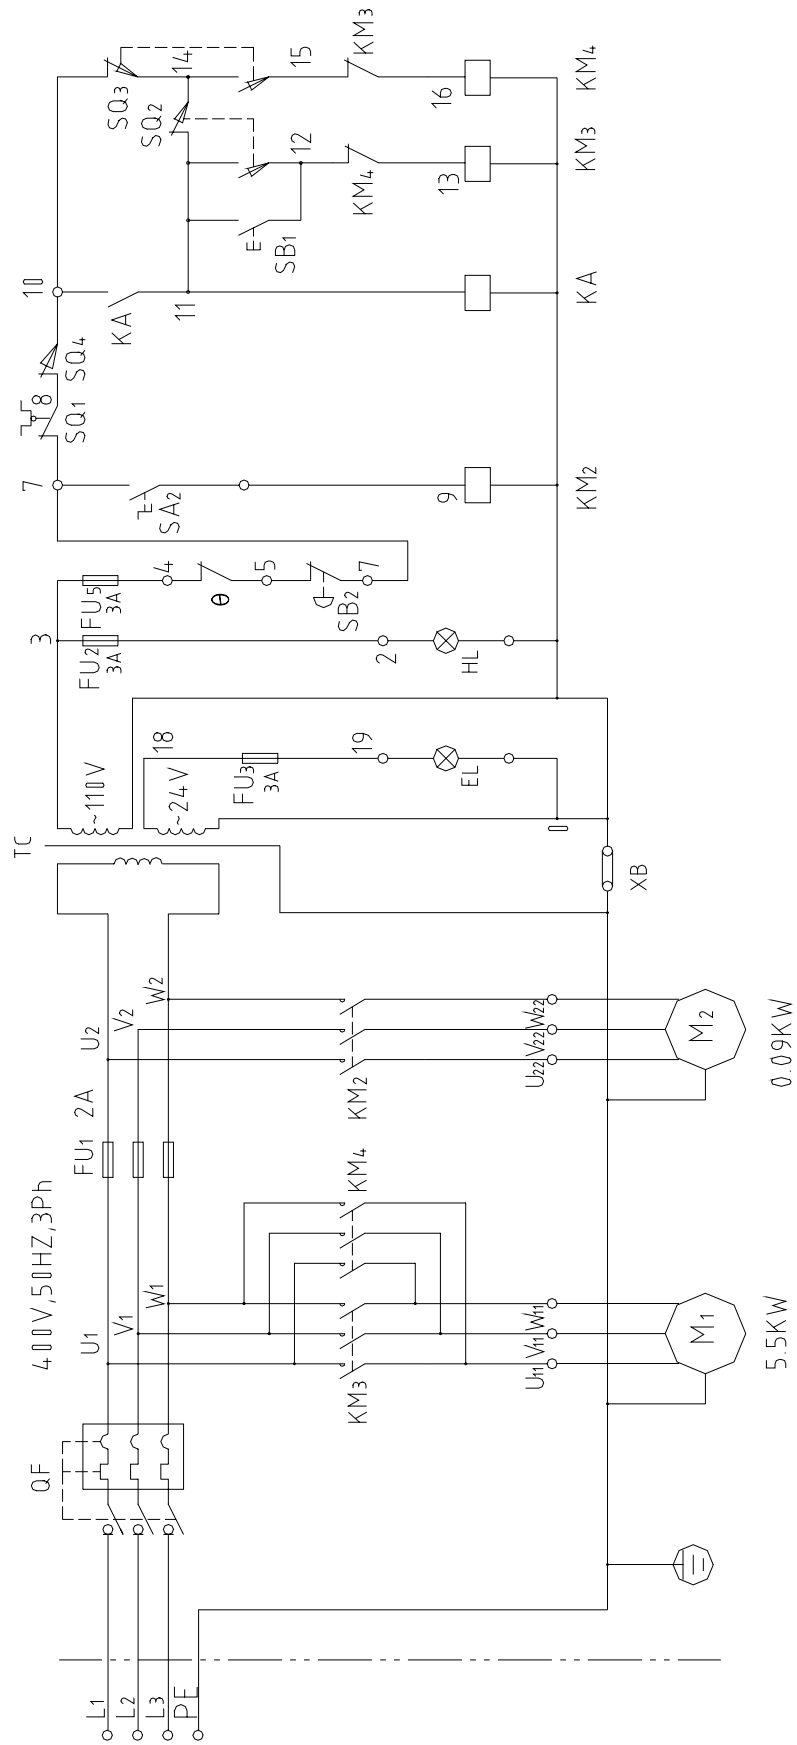 L1
L2
L3
PE
QF
400V,50HZ,3Ph
U1
V1
W1
KM3
KM4
U11
V11
W11
M1
5.5KW
FU1
2A
U2
V2
W2
KM2
U22
V22
W22
M2
0.09KW
TC
~110V
~24V
XB
0
18
FU3
3A
19
EL
3
FU2
3A
2
HL
FU5
3A
4
θ
5
SB2
7
7
SA2
9
KM2
8
SQ1
SQ4
10
KA
11
KA
SB1
12
KM4
13
KM3
SQ2
SQ3
14
15
KM3
16
KM4